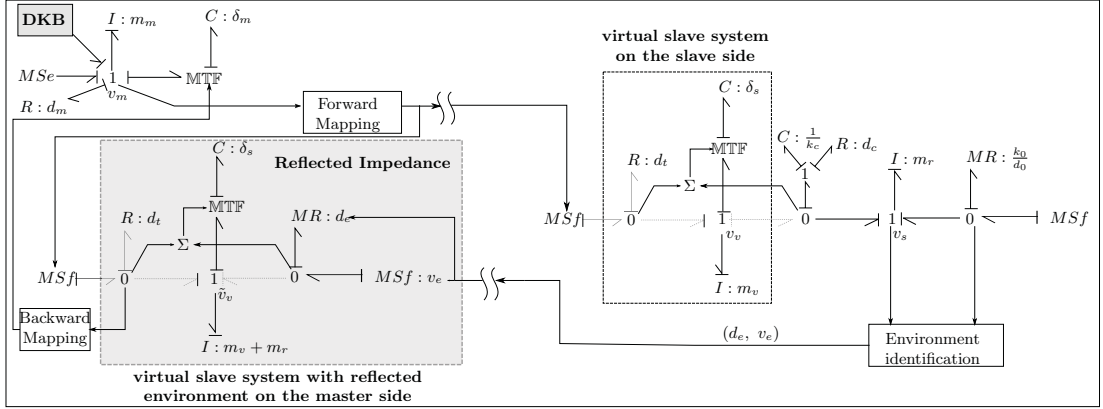 DKB
I : m_m
C : δ_m
MSe
1
MTF
v_m
R : d_m
Forward
Mapping
virtual slave system
on the slave side
C : δ_s
MTF
R : d_t
Σ
C : 1/k_c
R : d_c
1
I : m_r
MR : k_0/d_0
MSf
0
1
0
1
0
MSf
v_v
v_s
I : m_v
C : δ_s
Reflected Impedance
MTF
R : d_t
MR : d_e
Σ
MSf
0
1
0
MSf : v_e
ṽ_v
Backward
Mapping
I : m_v + m_r
(d_e, v_e)
Environment
identification
virtual slave system with reflected
environment on the master side